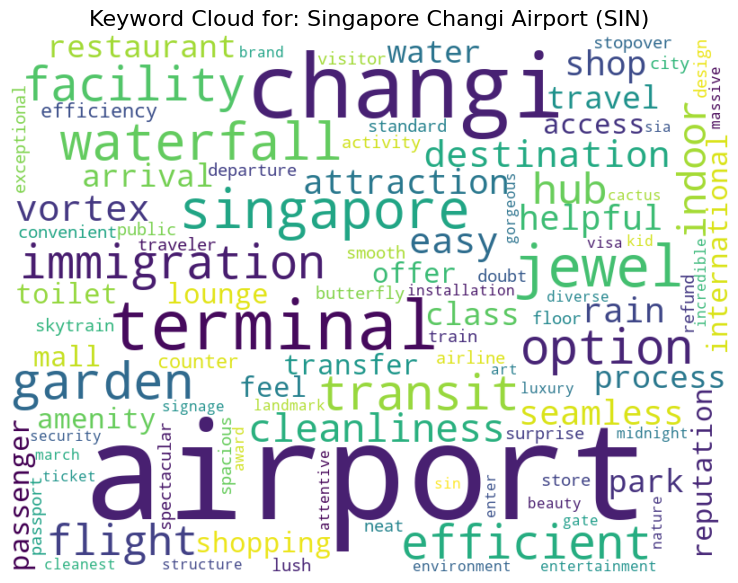 Keyword Cloud for: Singapore Changi Airport (SIN)
restaurant
brand
visitor
water
stopover
city
design
massive
facility
changi
shop
travel
exceptional
efficiency
standard
activity
access
sia
waterfall
destination
indoor
international
arrival
departure
attraction
hub
cactus
gorgeous
vortex
singapore
helpful
convenient
public
traveler
easy
visa
kid
immigration
smooth
offer
doubt
jewel
incredible
refund
toilet
lounge
butterfly
installation
class
diverse
floor
rain
skytrain
terminal
train
option
mall
counter
transfer
airline
art
process
garden
feel
transit
luxury
seamless
reputation
amenity
signage
landmark
cleanliness
surprise
midnight
passenger
security
march
ticket
passport
spectacular
spacious
award
airport
attentive
sin
enter
store
park
beauty
nature
flight
shopping
neat
efficient
gate
cleanest
structure
lush
environment
entertainment